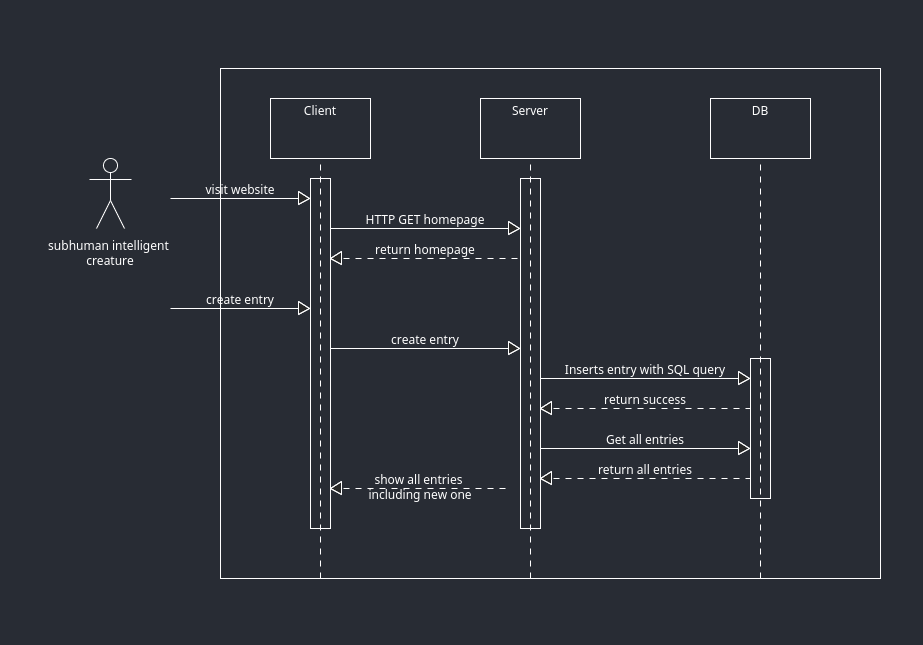 Client
Server
DB
visit website
HTTP GET homepage
return homepage
subhuman intelligent
creature
create entry
create entry
Inserts entry with SQL query
return success
Get all entries
return all entries
show all entries
including new one